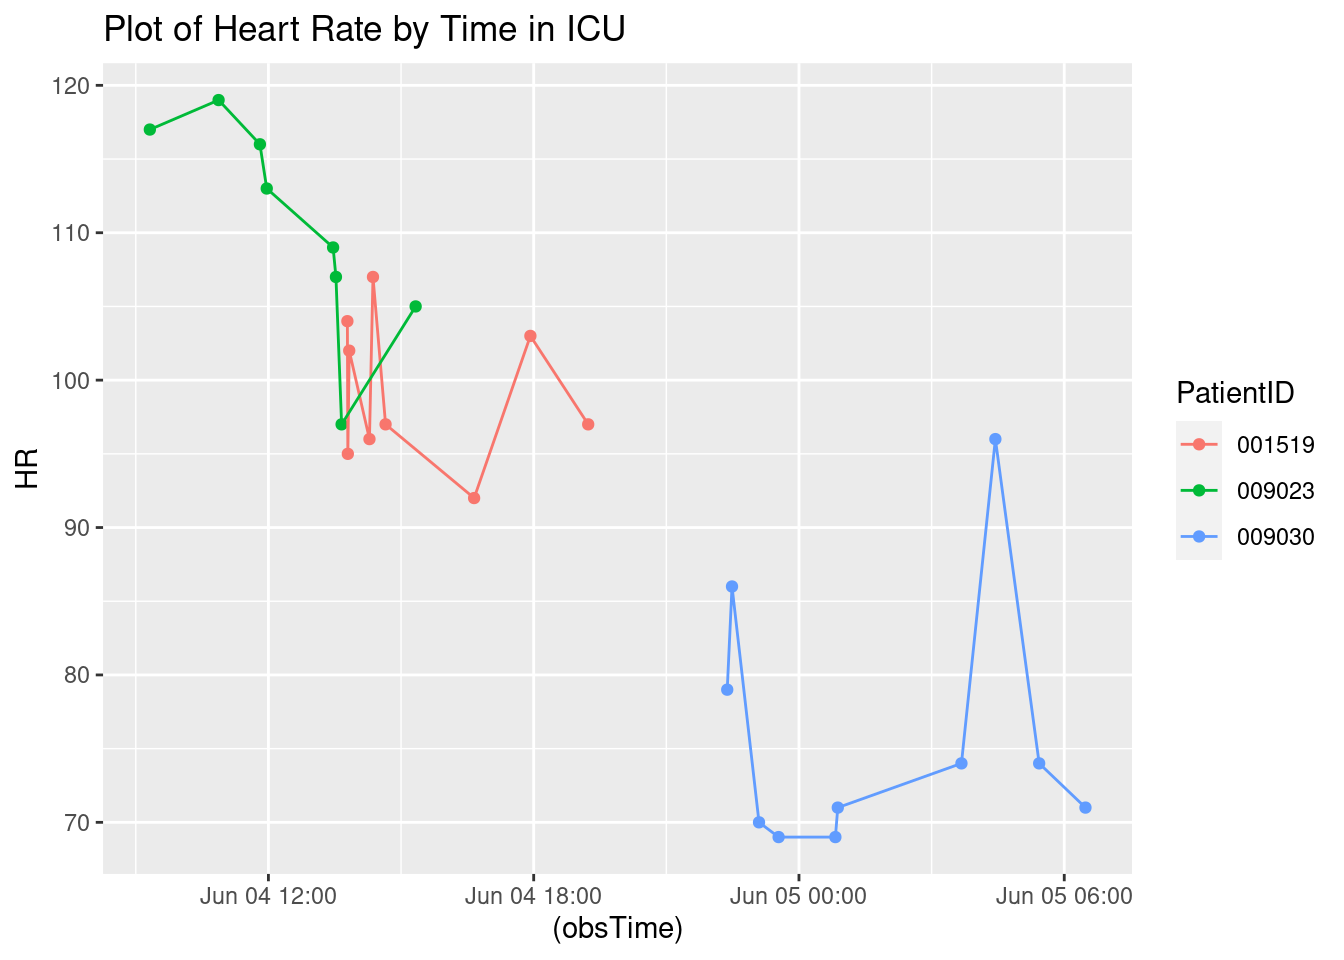 Plot of Heart Rate by Time in ICU
120
110
100
90
80
70
HR
Jun 04 12:00
Jun 04 18:00
Jun 05 00:00
Jun 05 06:00
(obsTime)
PatientID
001519
009023
009030